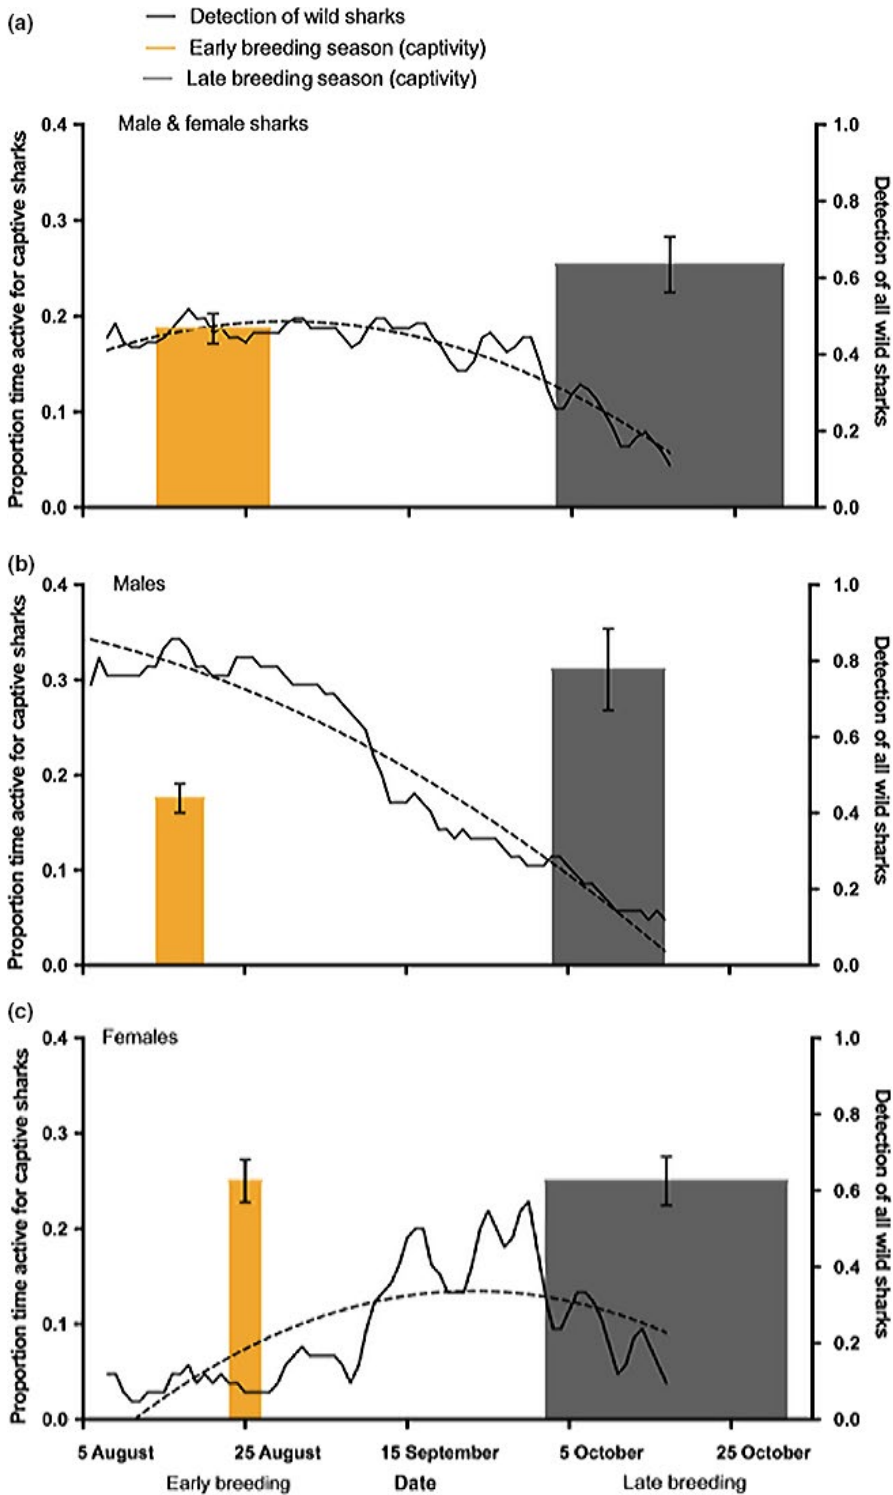 (a)
Detection of wild sharks
Early breeding season (captivity)
Late breeding season (captivity)
Male & female sharks
Proportion time active for captive sharks
0.4
0.3
0.2
0.1
0.0
1.0
0.8
0.6
0.4
0.2
0.0
Detection of all wild sharks
(b)
Males
Proportion time active for captive sharks
0.4
0.3
0.2
0.1
0.0
1.0
0.8
0.6
0.4
0.2
0.0
Detection of all wild sharks
(c)
Females
Proportion time active for captive sharks
0.4
0.3
0.2
0.1
0.0
1.0
0.8
0.6
0.4
0.2
0.0
Detection of all wild sharks
5 August 25 August 15 September 5 October 25 October
Early breeding Date Late breeding